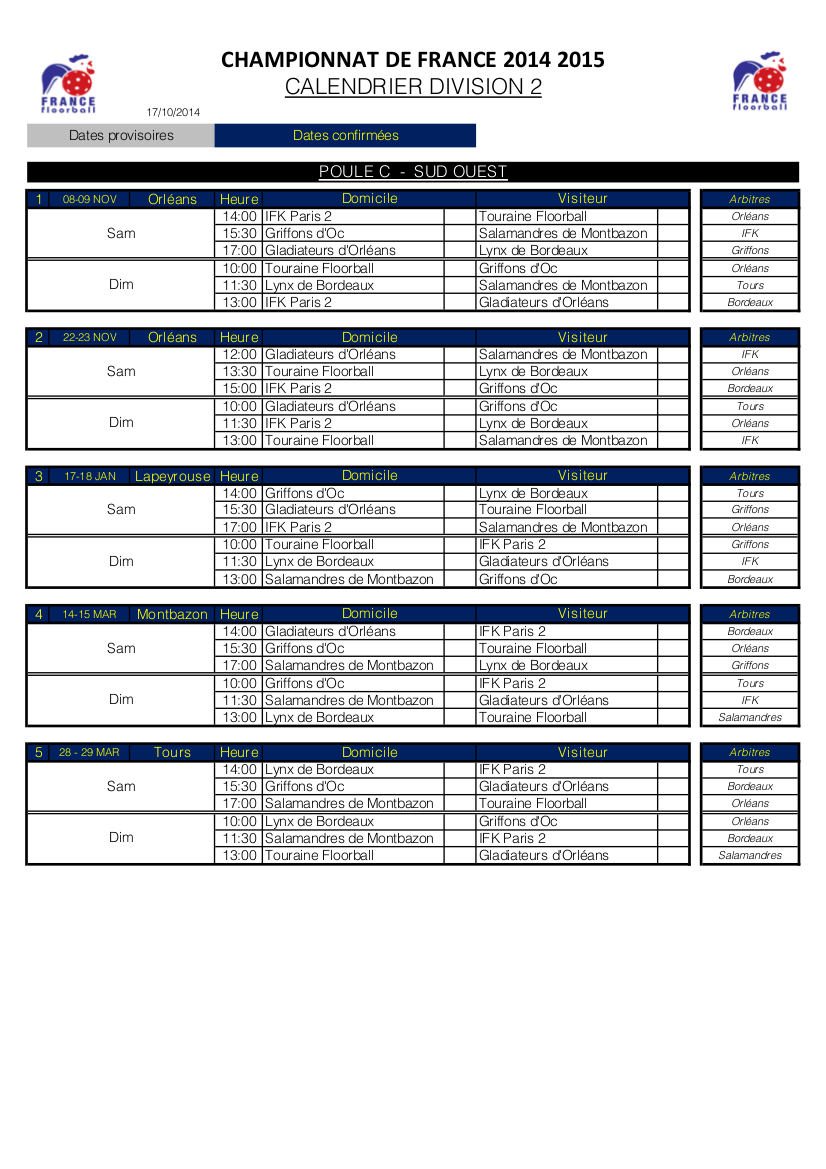 CHAMPIONNAT DE FRANCE 2014 2015
CALENDRIER DIVISION 2
FRANCE
floorball
FRANCE
floorball
17/10/2014
Dates provisoires Dates confirmées
POULE C - SUD OUEST
1 08-09 NOV Orléans Heure Domicile Visiteur Arbitres
14:00 IFK Paris 2 Touraine Floorball Orléans
Sam 15:30 Griffons d'Oc Salamandres de Montbazon IFK
17:00 Gladiateurs d'Orléans Lynx de Bordeaux Griffons
10:00 Touraine Floorball Griffons d'Oc Orléans
Dim 11:30 Lynx de Bordeaux Salamandres de Montbazon Tours
13:00 IFK Paris 2 Gladiateurs d'Orléans Bordeaux
2 22-23 NOV Orléans Heure Domicile Visiteur Arbitres
12:00 Gladiateurs d'Orléans Salamandres de Montbazon IFK
Sam 13:30 Touraine Floorball Lynx de Bordeaux Orléans
15:00 IFK Paris 2 Griffons d'Oc Bordeaux
10:00 Gladiateurs d'Orléans Griffons d'Oc Tours
Dim 11:30 IFK Paris 2 Lynx de Bordeaux Orléans
13:00 Touraine Floorball Salamandres de Montbazon IFK
3 17-18 JAN Lapeyrouse Heure Domicile Visiteur Arbitres
14:00 Griffons d'Oc Lynx de Bordeaux Tours
Sam 15:30 Gladiateurs d'Orléans Touraine Floorball Griffons
17:00 IFK Paris 2 Salamandres de Montbazon Orléans
10:00 Touraine Floorball IFK Paris 2 Griffons
Dim 11:30 Lynx de Bordeaux Gladiateurs d'Orléans IFK
13:00 Salamandres de Montbazon Griffons d'Oc Bordeaux
4 14-15 MAR Montbazon Heure Domicile Visiteur Arbitres
14:00 Gladiateurs d'Orléans IFK Paris 2 Bordeaux
Sam 15:30 Griffons d'Oc Touraine Floorball Orléans
17:00 Salamandres de Montbazon Lynx de Bordeaux Griffons
10:00 Griffons d'Oc IFK Paris 2 Tours
Dim 11:30 Salamandres de Montbazon Gladiateurs d'Orléans IFK
13:00 Lynx de Bordeaux Touraine Floorball Salamandres
5 28 - 29 MAR Tours Heure Domicile Visiteur Arbitres
14:00 Lynx de Bordeaux IFK Paris 2 Tours
Sam 15:30 Griffons d'Oc Gladiateurs d'Orléans Bordeaux
17:00 Salamandres de Montbazon Touraine Floorball Orléans
10:00 Lynx de Bordeaux Griffons d'Oc Orléans
Dim 11:30 Salamandres de Montbazon IFK Paris 2 Bordeaux
13:00 Touraine Floorball Gladiateurs d'Orléans Salamandres